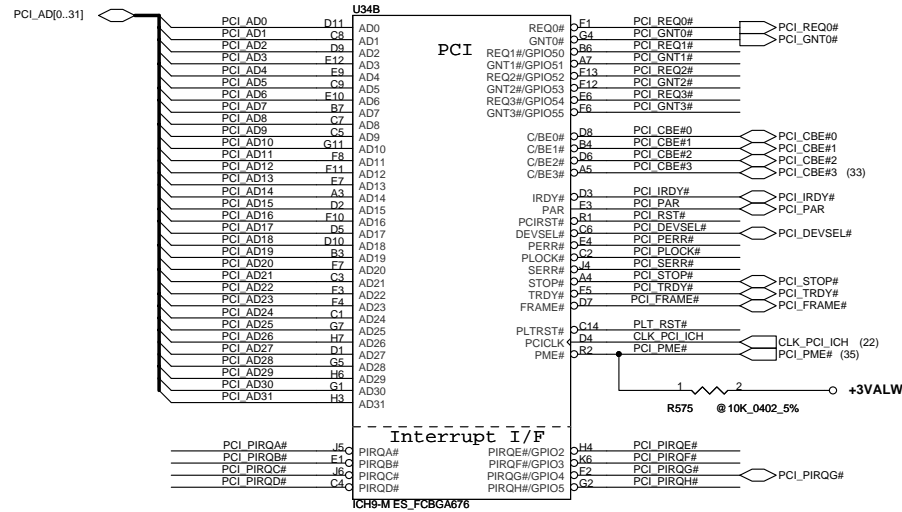 PCI_AD[0..31]
U34B
PCI
PCI_AD0 D11 AD0
PCI_AD1 C8 AD1
PCI_AD2 D9 AD2
PCI_AD3 E12 AD3
PCI_AD4 E9 AD4
PCI_AD5 C9 AD5
PCI_AD6 E10 AD6
PCI_AD7 B7 AD7
PCI_AD8 C7 AD8
PCI_AD9 C5 AD9
PCI_AD10 G11 AD10
PCI_AD11 F8 AD11
PCI_AD12 F11 AD12
PCI_AD13 E7 AD13
PCI_AD14 A3 AD14
PCI_AD15 D2 AD15
PCI_AD16 F10 AD16
PCI_AD17 D5 AD17
PCI_AD18 D10 AD18
PCI_AD19 B3 AD19
PCI_AD20 F7 AD20
PCI_AD21 C3 AD21
PCI_AD22 F3 AD22
PCI_AD23 F4 AD23
PCI_AD24 C1 AD24
PCI_AD25 G7 AD25
PCI_AD26 H7 AD26
PCI_AD27 D1 AD27
PCI_AD28 G5 AD28
PCI_AD29 H6 AD29
PCI_AD30 G1 AD30
PCI_AD31 H3 AD31
REQ0# F1 PCI_REQ0# PCI_REQ0#
GNT0# G4 PCI_GNT0# PCI_GNT0#
REQ1#/GPIO50 B6 PCI_REQ1#
GNT1#/GPIO51 A7 PCI_GNT1#
REQ2#/GPIO52 F13 PCI_REQ2#
GNT2#/GPIO53 F12 PCI_GNT2#
REQ3#/GPIO54 E6 PCI_REQ3#
GNT3#/GPIO55 F6 PCI_GNT3#
C/BE0# D8 PCI_CBE#0 PCI_CBE#0
C/BE1# B4 PCI_CBE#1 PCI_CBE#1
C/BE2# D6 PCI_CBE#2 PCI_CBE#2
C/BE3# A5 PCI_CBE#3 PCI_CBE#3 (33)
IRDY# D3 PCI_IRDY# PCI_IRDY#
PAR E3 PCI_PAR PCI_PAR
PCIRST# R1 PCI_RST#
DEVSEL# C6 PCI_DEVSEL# PCI_DEVSEL#
PERR# E4 PCI_PERR#
PLOCK# C2 PCI_PLOCK#
SERR# J4 PCI_SERR#
STOP# A4 PCI_STOP# PCI_STOP#
TRDY# F5 PCI_TRDY# PCI_TRDY#
FRAME# D7 PCI_FRAME# PCI_FRAME#
PLTRST# C14 PLT_RST#
PCICLK D4 CLK_PCI_ICH CLK_PCI_ICH (22)
PME# R2 PCI_PME# PCI_PME# (35)
1 2 +3VALW
R575 @10K_0402_5%
Interrupt I/F
PCI_PIRQA# J5 PIRQA# PIRQE#/GPIO2 H4 PCI_PIRQE#
PCI_PIRQB# E1 PIRQB# PIRQF#/GPIO3 K6 PCI_PIRQF#
PCI_PIRQC# J6 PIRQC# PIRQG#/GPIO4 F2 PCI_PIRQG# PCI_PIRQG#
PCI_PIRQD# C4 PIRQD# PIRQH#/GPIO5 G2 PCI_PIRQH#
ICH9-M ES_FCBGA676